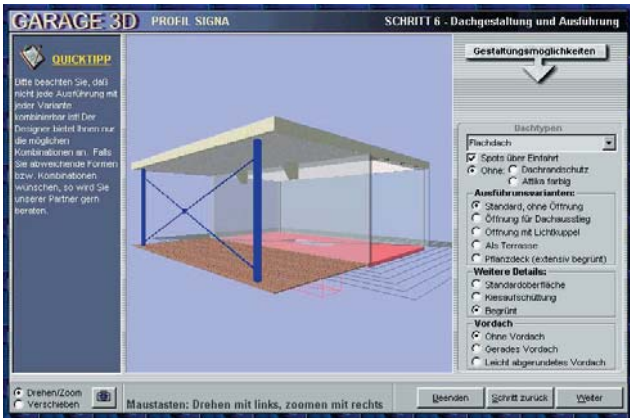 GARAGE 3D PROFIL SIGNA
SCHRITT 6 - Dachgestaltung und Ausführung
QUICKTIPP
Bitte beachten Sie, daß
nicht jede Ausführung mit
jeder Variante
kombinierbar ist! Der
Designer bietet Ihnen nur
die möglichen
Kombinationen an. Falls
Sie abweichende Formen
bzw. Kombinationen
wünschen, so wird Sie
unserer Partner gern
beraten.
Gestaltungsmöglichkeiten
Dachtypen
Flachdach
Spots über Einfahrt
Ohne: Dachrandschutz
Attika farbig
Ausführungsvarianten:
Standard, ohne Öffnung
Öffnung für Dachausstieg
Öffnung mit Lichtkuppel
Als Terrasse
Pflanzdeck (extensiv begrünt)
Weitere Details:
Standardoberfläche
Kiesaufschüttung
Begrünt
Vordach
Ohne Vordach
Gerades Vordach
Leicht abgerundetes Vordach
Drehen/Zoom
Verschieben
Maustasten: Drehen mit links, zoomen mit rechts
Beenden
Schritt zurück
Weiter